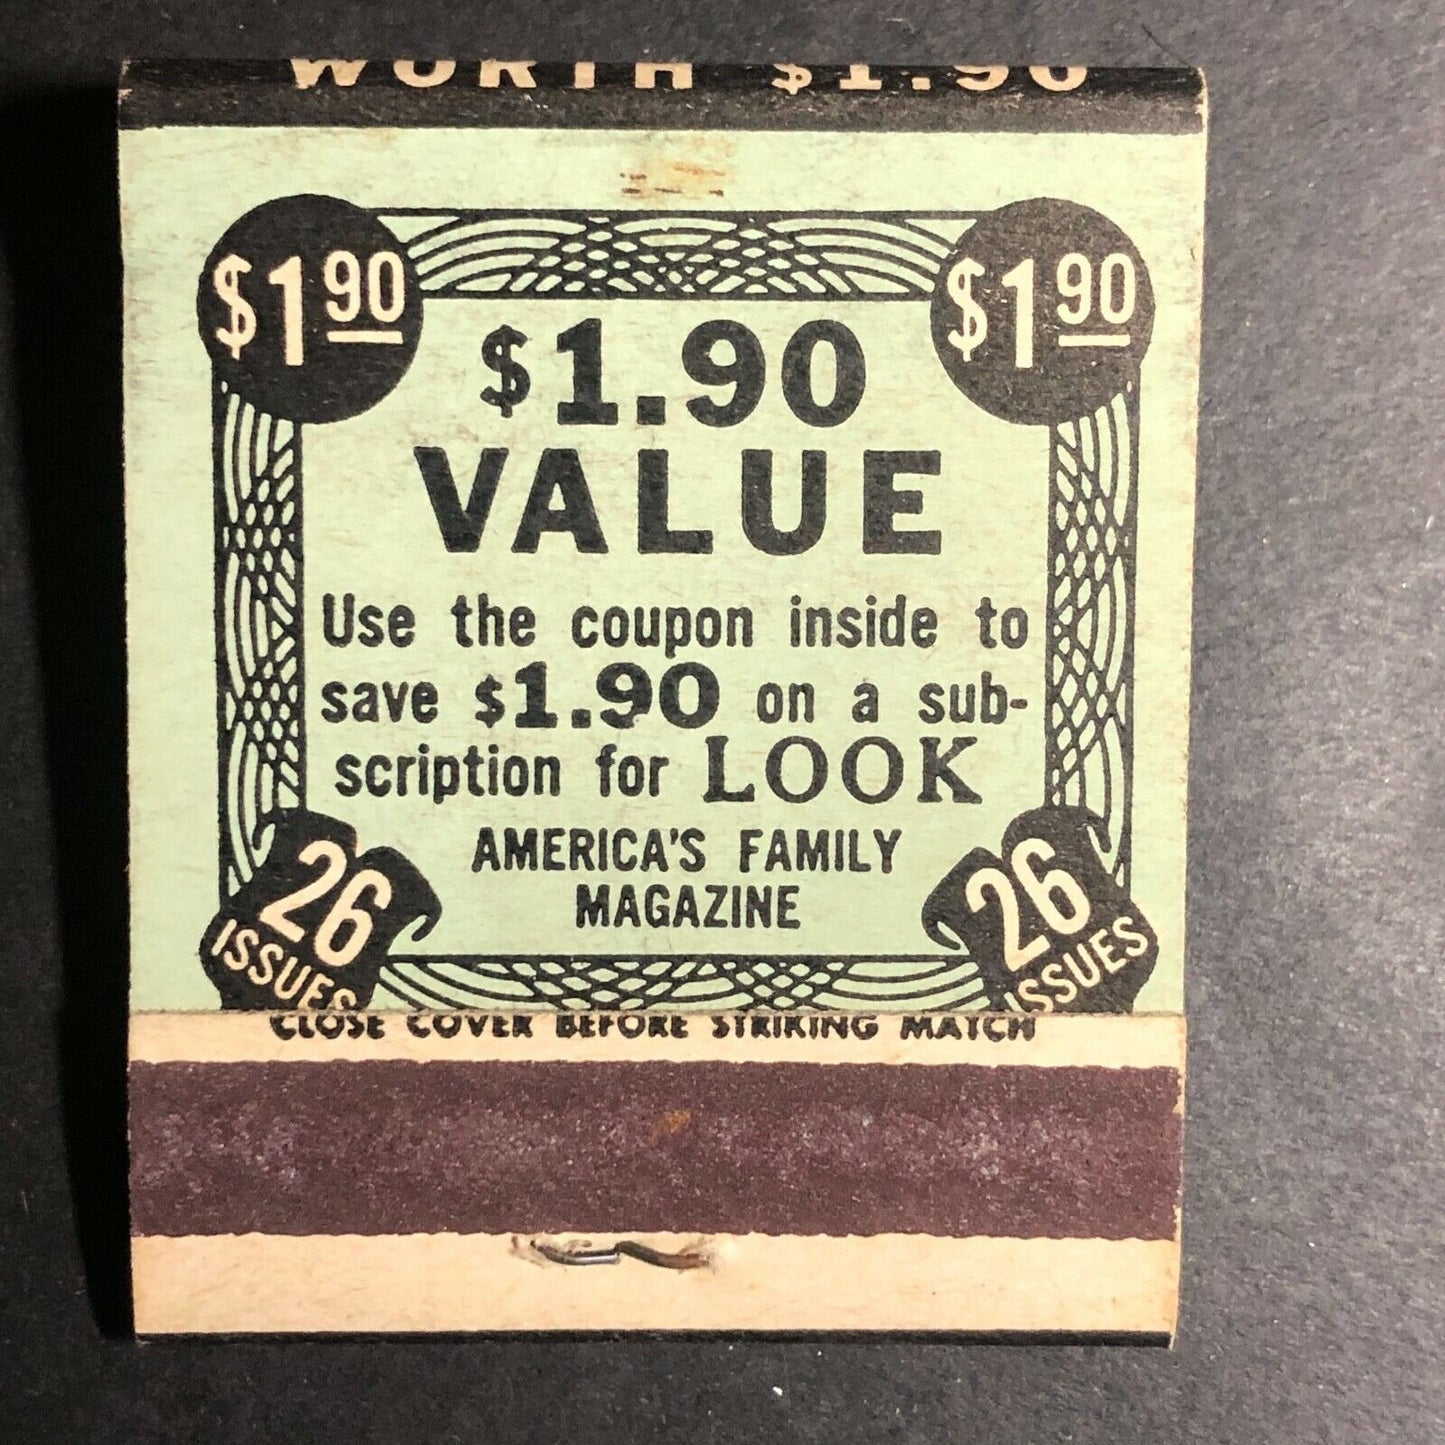 WORTH $1.90
$1.90 $1.90
$1.90
VALUE
Use the coupon inside to
save $1.90 on a sub-
scription for LOOK
AMERICA'S FAMILY
MAGAZINE
26 26
ISSUES ISSUES
CLOSE COVER BEFORE STRIKING MATCH